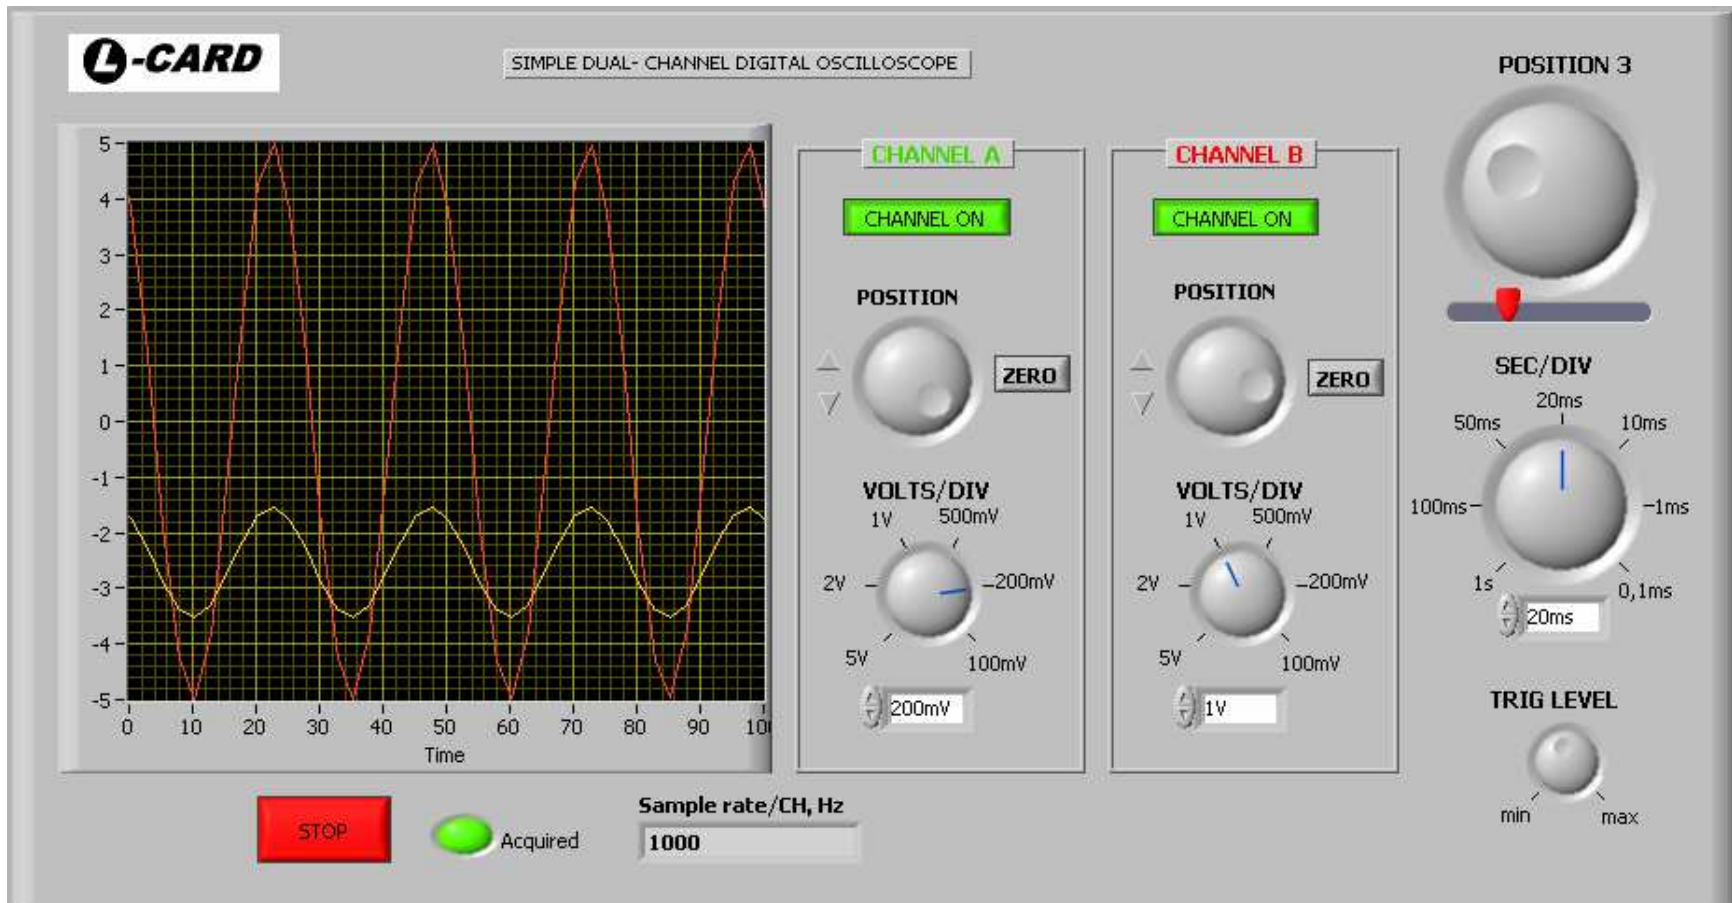 L-CARD
SIMPLE DUAL- CHANNEL DIGITAL OSCILLOSCOPE
POSITION 3
5
4
3
2
1
0
-1
-2
-3
-4
-5
0 10 20 30 40 50 60 70 80 90
Time
CHANNEL A
CHANNEL ON
POSITION
ZERO
VOLTS/DIV
1V 500mV
2V 200mV
5V 100mV
200mV
CHANNEL B
CHANNEL ON
POSITION
ZERO
VOLTS/DIV
1V 500mV
2V 200mV
5V 100mV
1V
SEC/DIV
20ms
50ms 10ms
100ms 1ms
1s 0,1ms
20ms
TRIG LEVEL
min max
STOP
Acquired
Sample rate/CH, Hz
1000